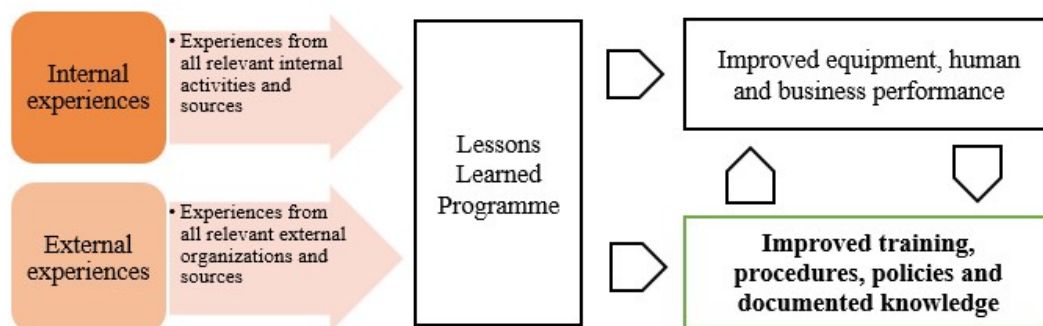 Internal
experiences
• Experiences from
all relevant internal
activities and
sources
External
experiences
• Experiences from
all relevant external
organizations and
sources
Lessons
Learned
Programme
Improved equipment, human
and business performance
Improved training,
procedures, policies and
documented knowledge